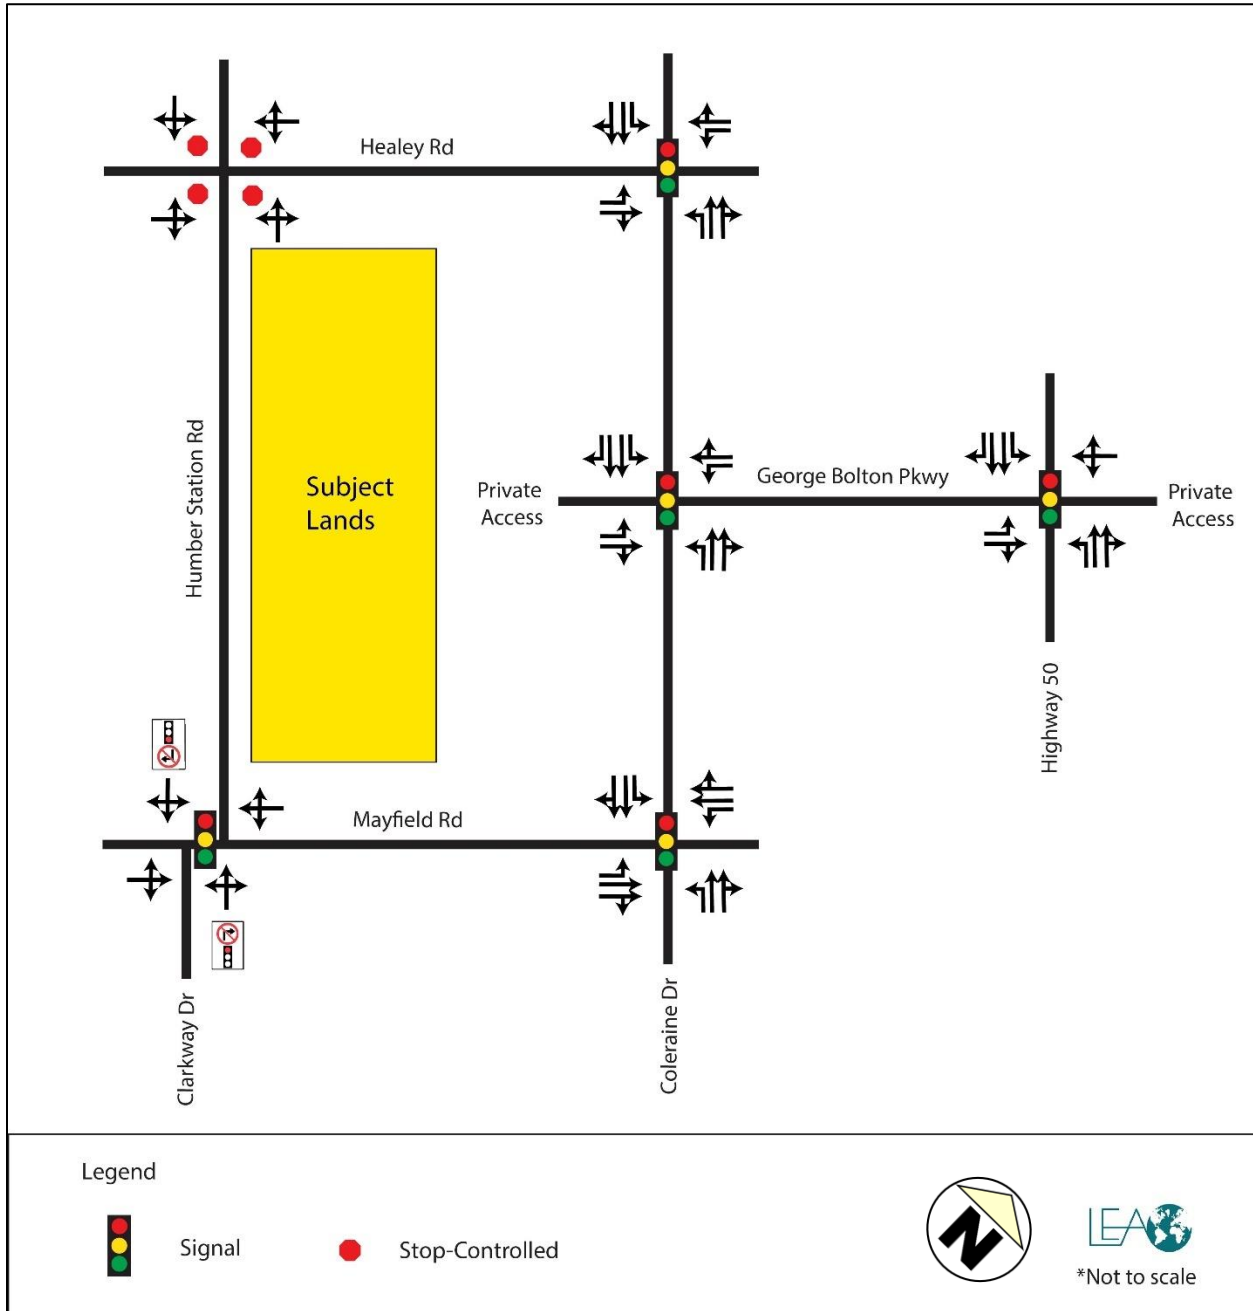 Healey Rd
Humber Station Rd
Subject
Lands
Private
Access
George Bolton Pkwy
Private
Access
Highway 50
Mayfield Rd
Clarkway Dr
Coleraine Dr
Legend
Signal
Stop-Controlled
N
LEA
*Not to scale